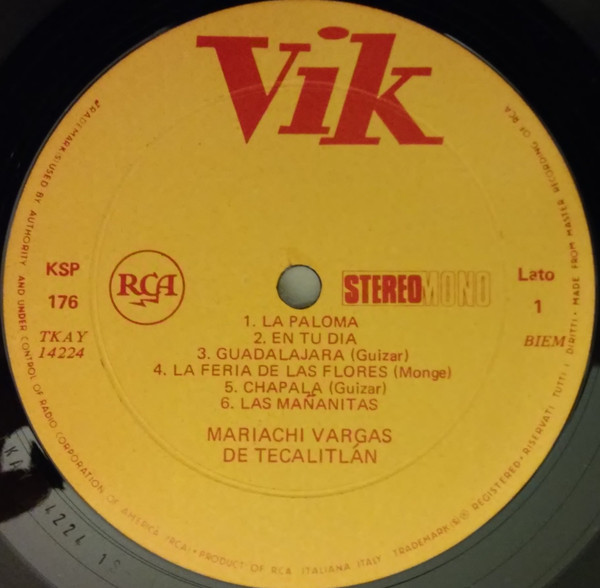 Vik
KSP
176
TKAY
14224
RCA
STEREO MONO
Lato
1
BIEM
1. LA PALOMA
2. EN TU DIA
3. GUADALAJARA (Guizar)
4. LA FERIA DE LAS FLORES (Monge)
5. CHAPALA (Guizar)
6. LAS MAÑANITAS
MARIACHI VARGAS
DE TECALITLÁN
TRADEMARKS USED BY AUTHORITY AND UNDER CONTROL OF RADIO CORPORATION OF AMERICA (RCA) • PRODUCT OF RCA ITALIANA ITALY TRADEMARK(S)® REGISTERED • RISERVATI TUTTI I DIRITTI • MADE FROM MASTER RECORDING OF RCA